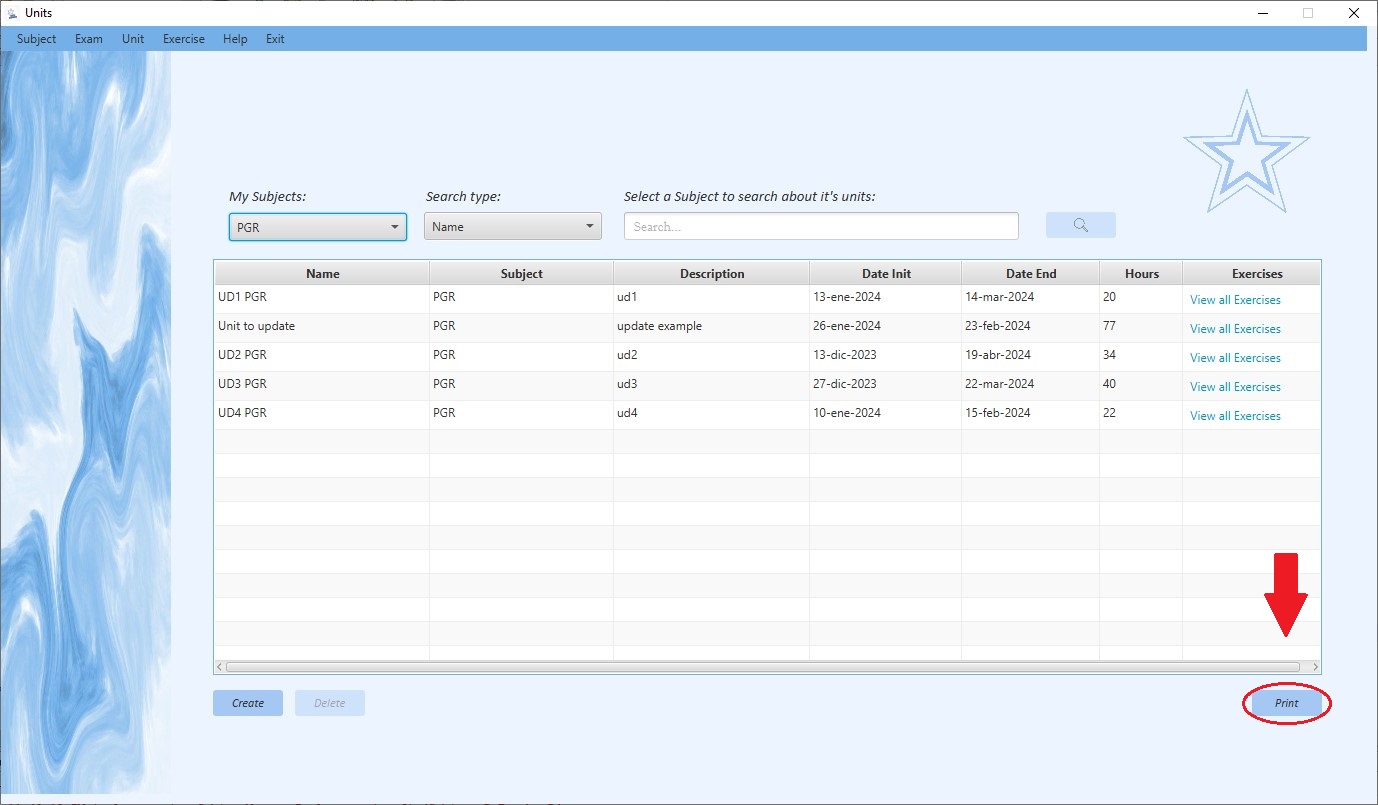 Units
Subject Exam Unit Exercise Help Exit
My Subjects: Search type: Select a Subject to search about it's units:
PGR Name Search...
Name Subject Description Date Init Date End Hours Exercises
UD1 PGR PGR ud1 13-ene-2024 14-mar-2024 20 View all Exercises
Unit to update PGR update example 26-ene-2024 23-feb-2024 77 View all Exercises
UD2 PGR PGR ud2 13-dic-2023 19-abr-2024 34 View all Exercises
UD3 PGR PGR ud3 27-dic-2023 22-mar-2024 40 View all Exercises
UD4 PGR PGR ud4 10-ene-2024 15-feb-2024 22 View all Exercises
Create Delete Print